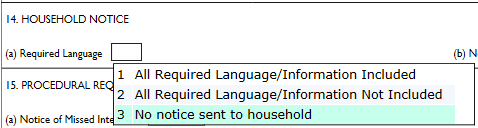 14. HOUSEHOLD NOTICE
(a) Required Language
(b) N
1 All Required Language/Information Included
2 All Required Language/Information Not Included
3 No notice sent to household
15. PROCEDURAL REQ
(a) Notice of Missed Inte